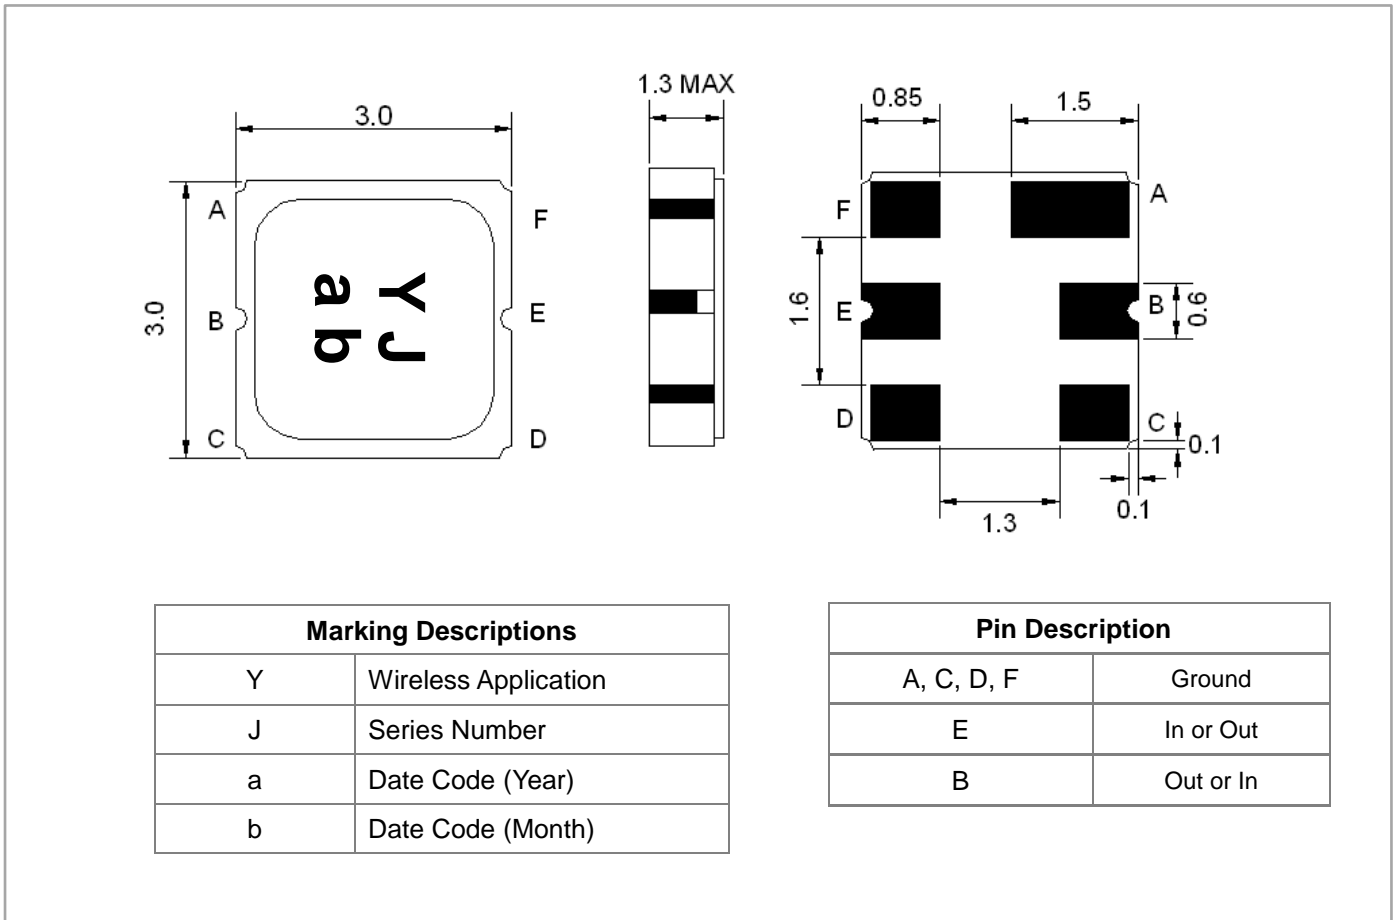 1.3 MAX
3.0
0.85
1.5
A
F
B
E
C
D
3.0
Y J
a b
F
A
E
B
D
C
1.6
0.6
0.1
0.1
1.3
Marking Descriptions
Y Wireless Application
J Series Number
a Date Code (Year)
b Date Code (Month)
Pin Description
A, C, D, F Ground
E In or Out
B Out or In